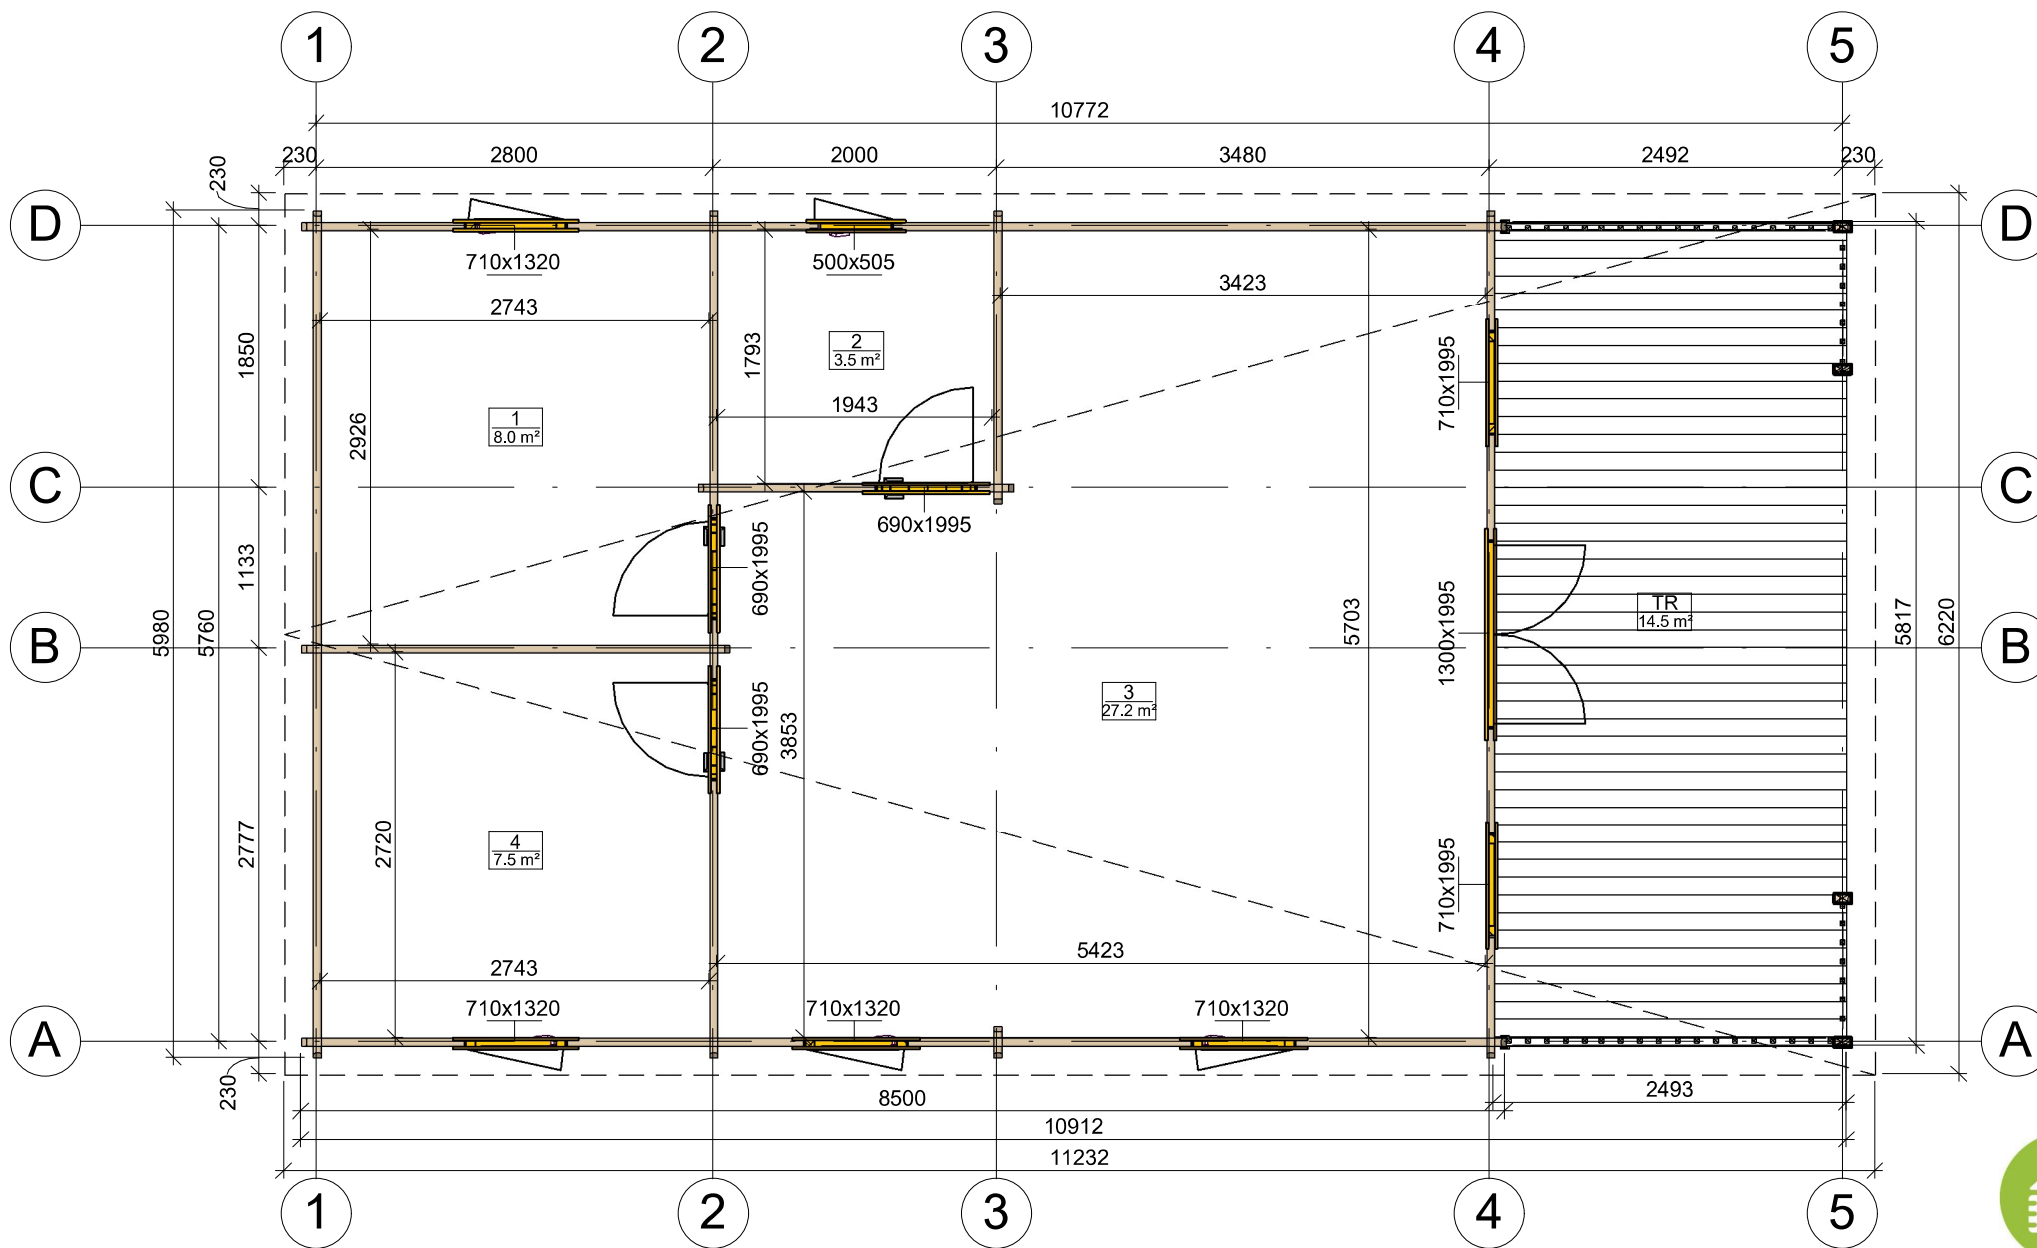 1 2 3 4 5
10772
230 2800 2000 3480 2492 230
230
D D
710x1320 500x505
2743 3423
1850 1793 710x1995
2
3.5 m²
1943
1
8.0 m²
2926
C C
690x1995
1133 690x1995
5980 5760 5703 1300x1995 5817 6220
TR
14.5 m²
B B
690x1995 3853
3
27.2 m²
2777 2720 710x1995
4
7.5 m²
2743 5423
710x1320 710x1320 710x1320
A A
230
8500 2493
10912
11232
1 2 3 4 5